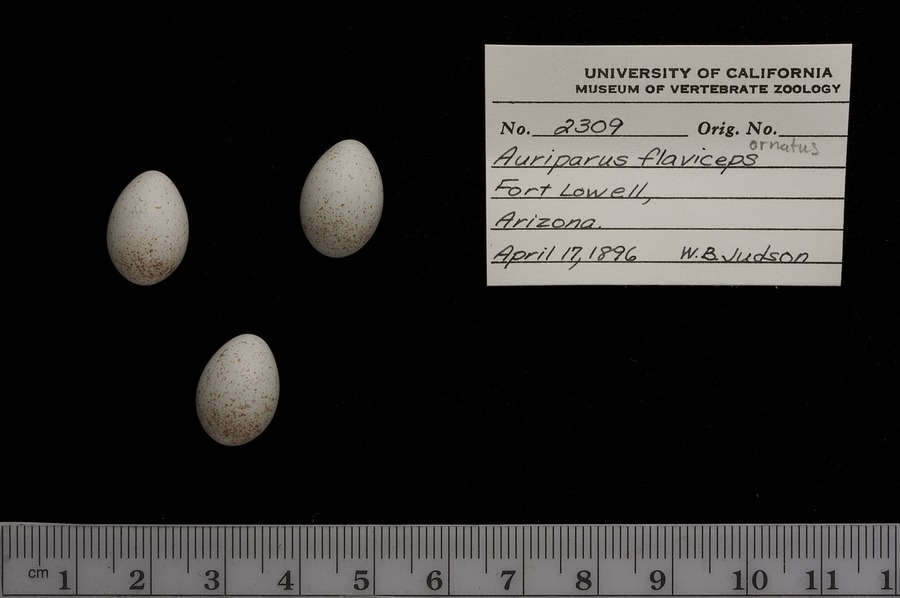 UNIVERSITY OF CALIFORNIA
MUSEUM OF VERTEBRATE ZOOLOGY
No. 2309 Orig. No.
ornatus
Auriparus flaviceps
Fort Lowell,
Arizona.
April 17, 1896 W.B. Judson
cm 1 2 3 4 5 6 7 8 9 10 11 1